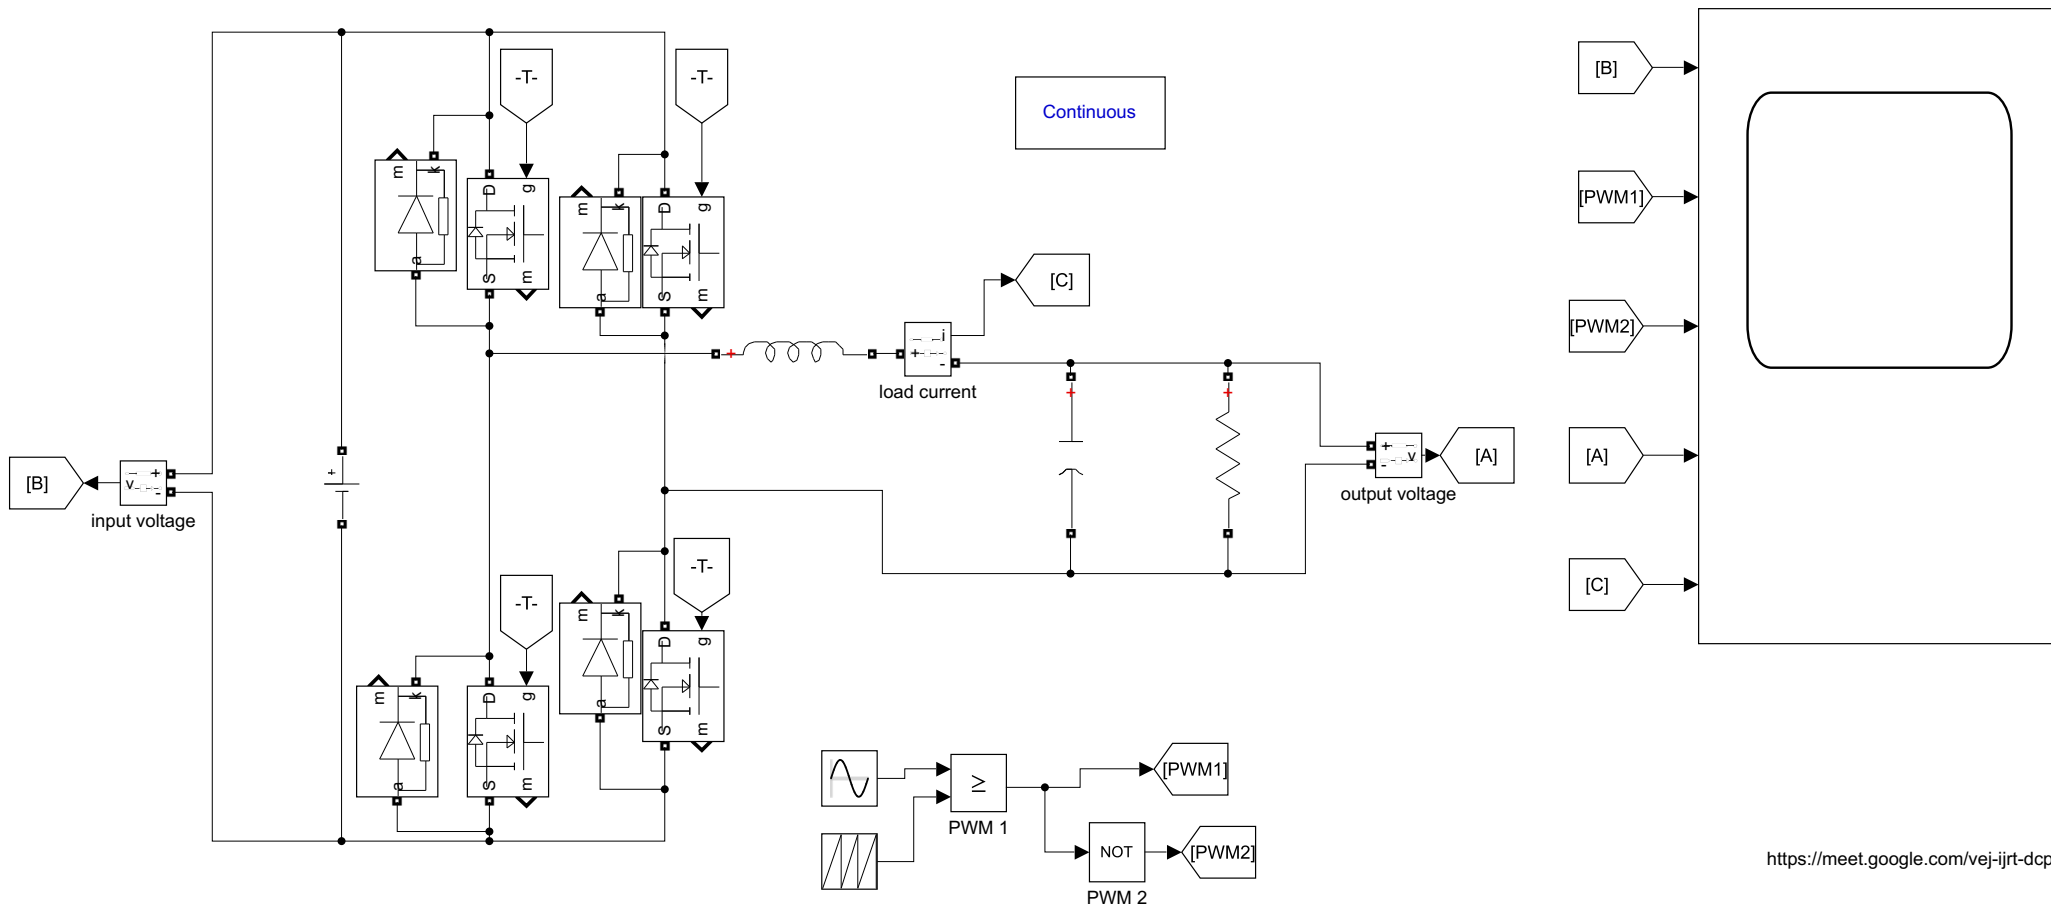 -T-
-T-
Continuous
[B]
m
k
D
g
a
S
m
m
k
D
g
a
S
m
[PWM1]
[C]
i
+
-
load current
[PWM2]
[B]
v
+
-
input voltage
+
+
+
+
+
-
v
[A]
output voltage
[A]
-T-
-T-
[C]
m
k
D
g
a
S
m
m
k
D
g
a
S
m
≥
PWM 1
[PWM1]
NOT
PWM 2
[PWM2]
https://meet.google.com/vej-ijrt-dcp